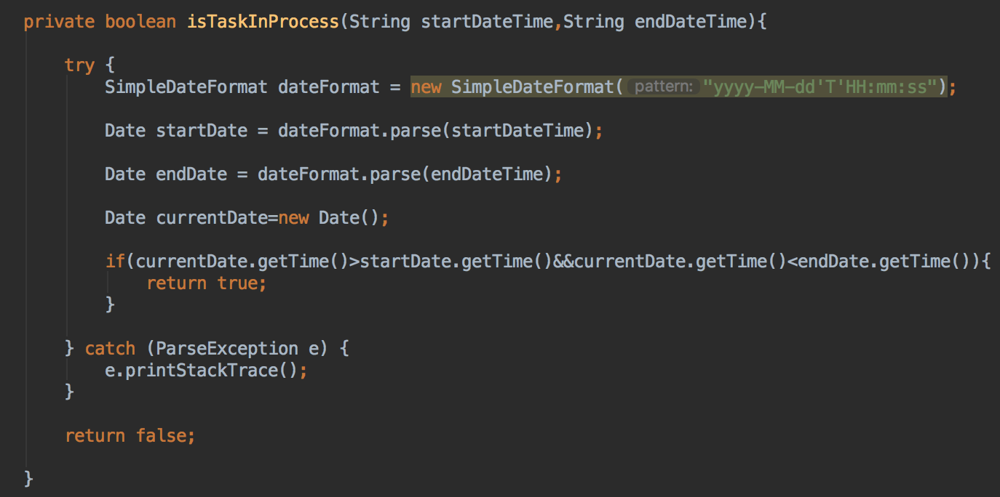 private boolean isTaskInProcess(String startDateTime,String endDateTime){
try {
SimpleDateFormat dateFormat = new SimpleDateFormat( pattern: "yyyy-MM-dd'T'HH:mm:ss");
Date startDate = dateFormat.parse(startDateTime);
Date endDate = dateFormat.parse(endDateTime);
Date currentDate=new Date();
if(currentDate.getTime()>startDate.getTime()&&currentDate.getTime()<endDate.getTime()){
return true;
}
} catch (ParseException e) {
e.printStackTrace();
}
return false;
}